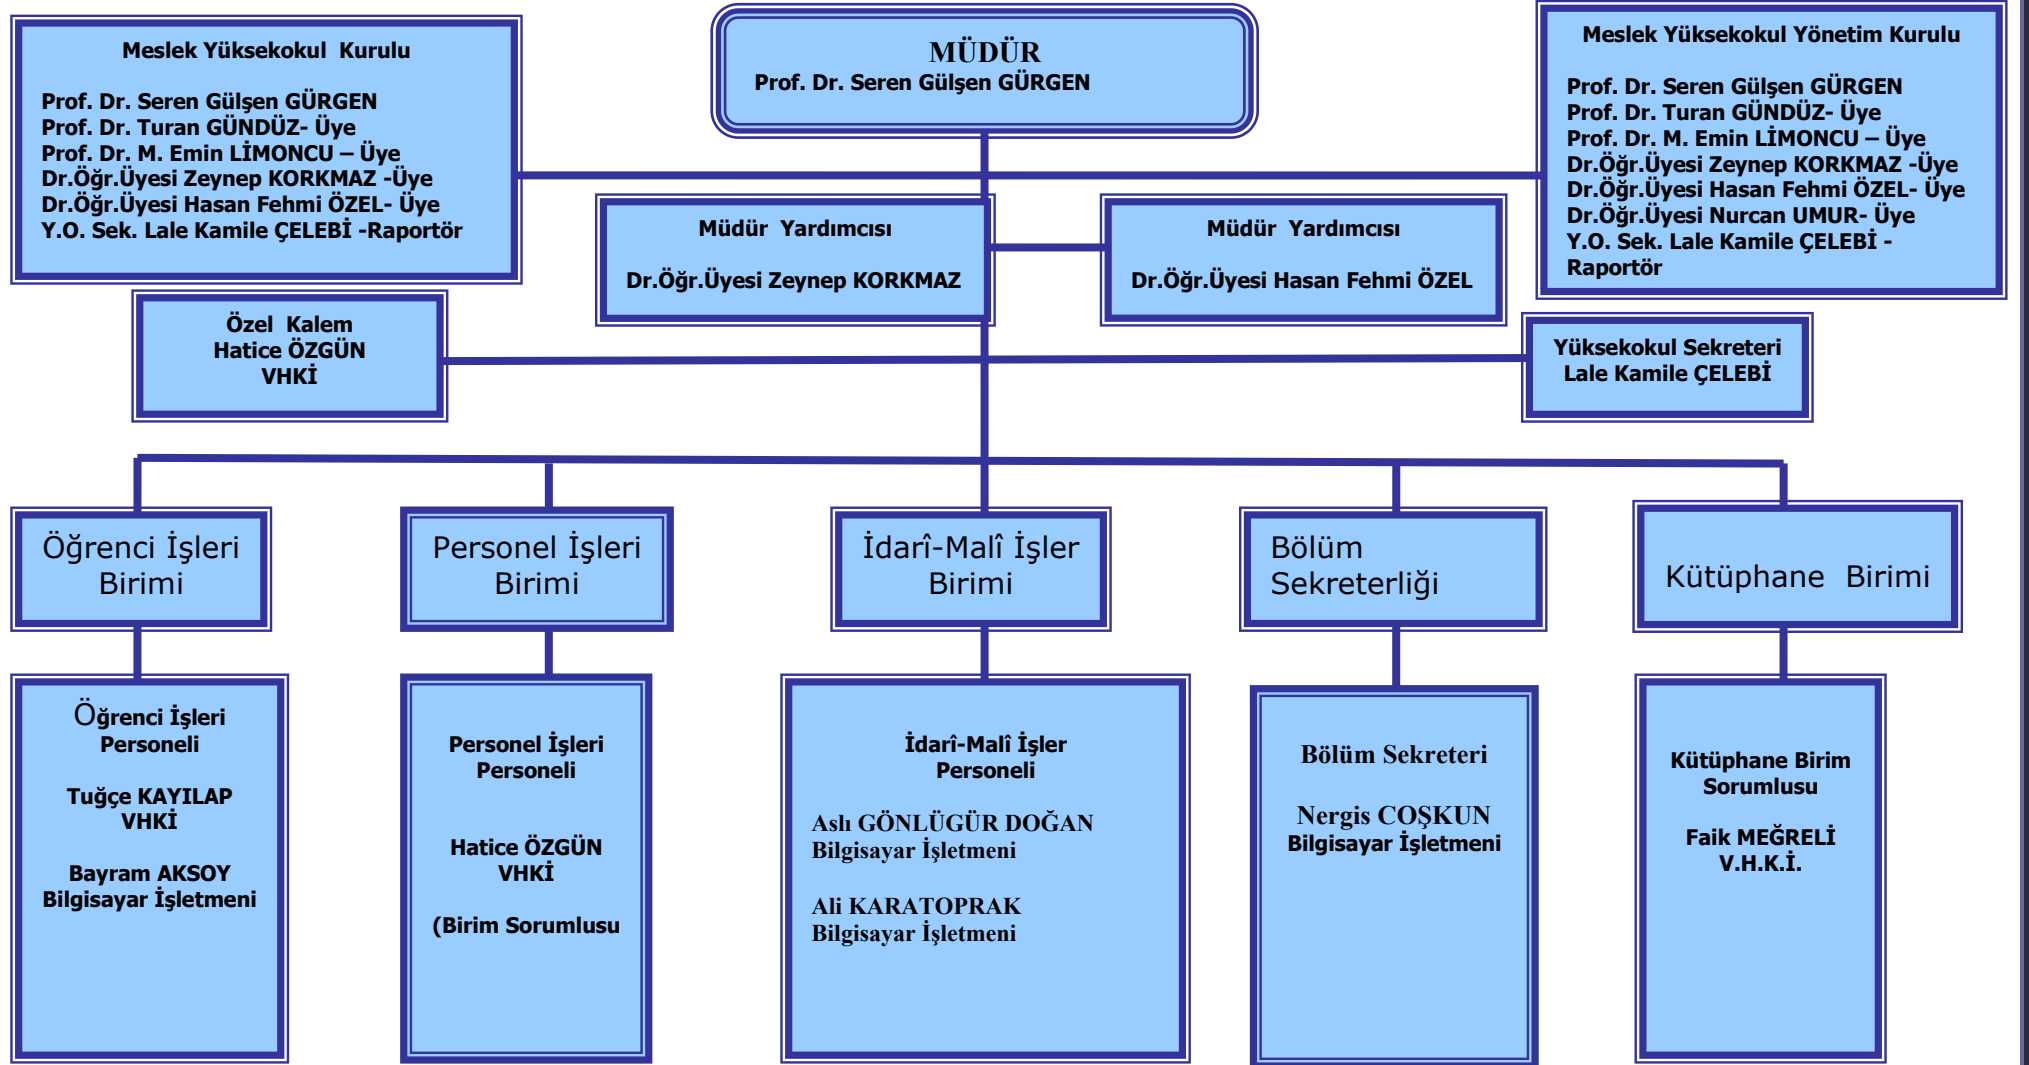 Meslek Yüksekokul  Kurulu
Prof. Dr. Seren Gülşen GÜRGEN
Prof. Dr. Turan GÜNDÜZ- Üye
Prof. Dr. M. Emin LİMONCU – Üye
Dr.Öğr.Üyesi Zeynep KORKMAZ -Üye
Dr.Öğr.Üyesi Hasan Fehmi ÖZEL- Üye
Y.O. Sek. Lale Kamile ÇELEBİ -Raportör
MÜDÜR
Prof. Dr. Seren Gülşen GÜRGEN
Meslek Yüksekokul Yönetim Kurulu
Prof. Dr. Seren Gülşen GÜRGEN
Prof. Dr. Turan GÜNDÜZ- Üye
Prof. Dr. M. Emin LİMONCU – Üye
Dr.Öğr.Üyesi Zeynep KORKMAZ -Üye
Dr.Öğr.Üyesi Hasan Fehmi ÖZEL- Üye
Dr.Öğr.Üyesi Nurcan UMUR- Üye
Y.O. Sek. Lale Kamile ÇELEBİ -
Raportör
Müdür  Yardımcısı
Dr.Öğr.Üyesi Zeynep KORKMAZ
Müdür  Yardımcısı
Dr.Öğr.Üyesi Hasan Fehmi ÖZEL
Özel  Kalem
Hatice ÖZGÜN
VHKİ
Yüksekokul Sekreteri
Lale Kamile ÇELEBİ
Öğrenci İşleri
Birimi
Personel İşleri
Birimi
İdarî-Malî İşler
Birimi
Bölüm
Sekreterliği
Kütüphane  Birimi
Öğrenci İşleri
Personeli
Tuğçe KAYILAP
VHKİ
Bayram AKSOY
Bilgisayar İşletmeni
Personel İşleri
Personeli
Hatice ÖZGÜN
VHKİ
(Birim Sorumlusu
İdarî-Malî İşler
Personeli
Aslı GÖNLÜGÜR DOĞAN
Bilgisayar İşletmeni
Ali KARATOPRAK
Bilgisayar İşletmeni
Bölüm Sekreteri
Nergis COŞKUN
Bilgisayar İşletmeni
Kütüphane Birim
Sorumlusu
Faik MEĞRELİ
V.H.K.İ.